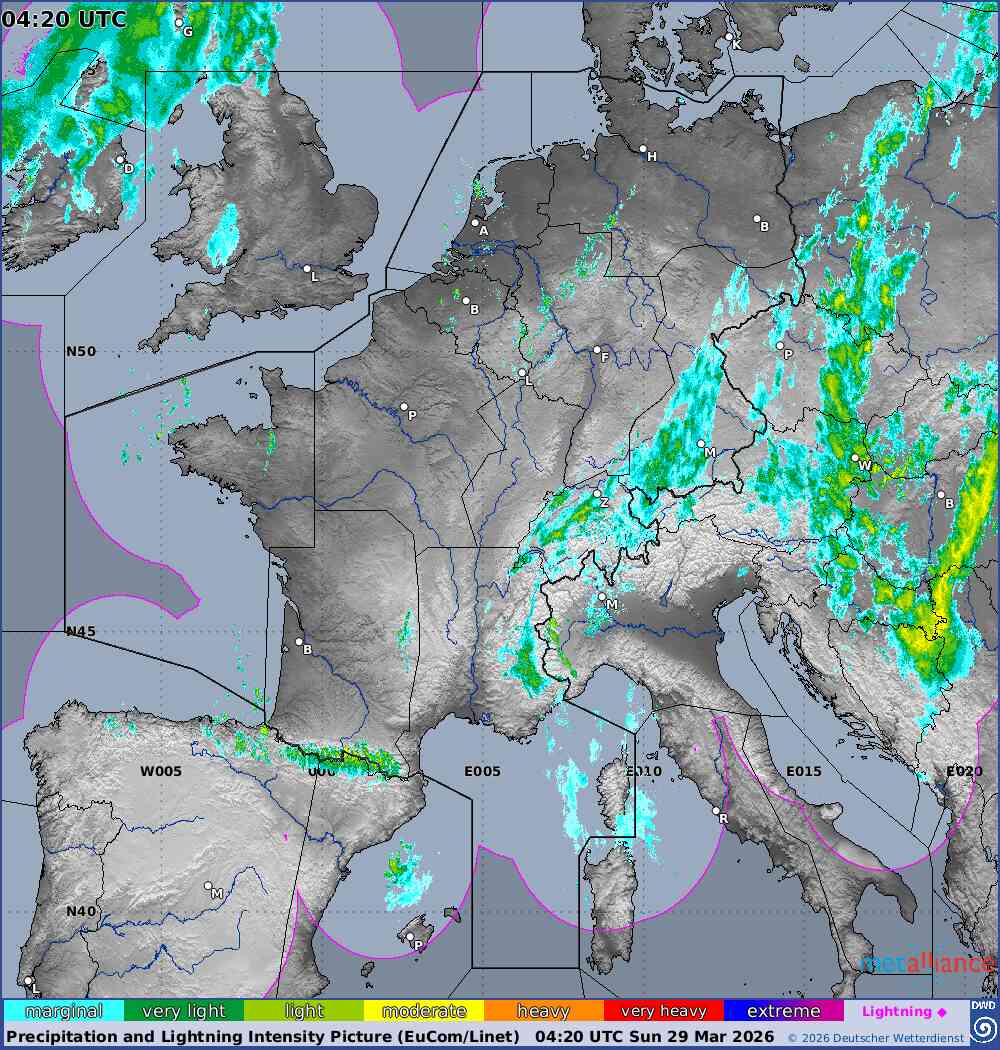 04:20 UTC
G
K
D
H
A
B
L
B
N50
F
P
L
P
M
W
Z
B
M
N45
B
W005
000
E005
E010
E015
E020
R
M
N40
P
L
metalliance
marginal very light light moderate heavy very heavy extreme Lightning ◆
DWD
Precipitation and Lightning Intensity Picture (EuCom/Linet) 04:20 UTC Sun 29 Mar 2026 © 2026 Deutscher Wetterdienst